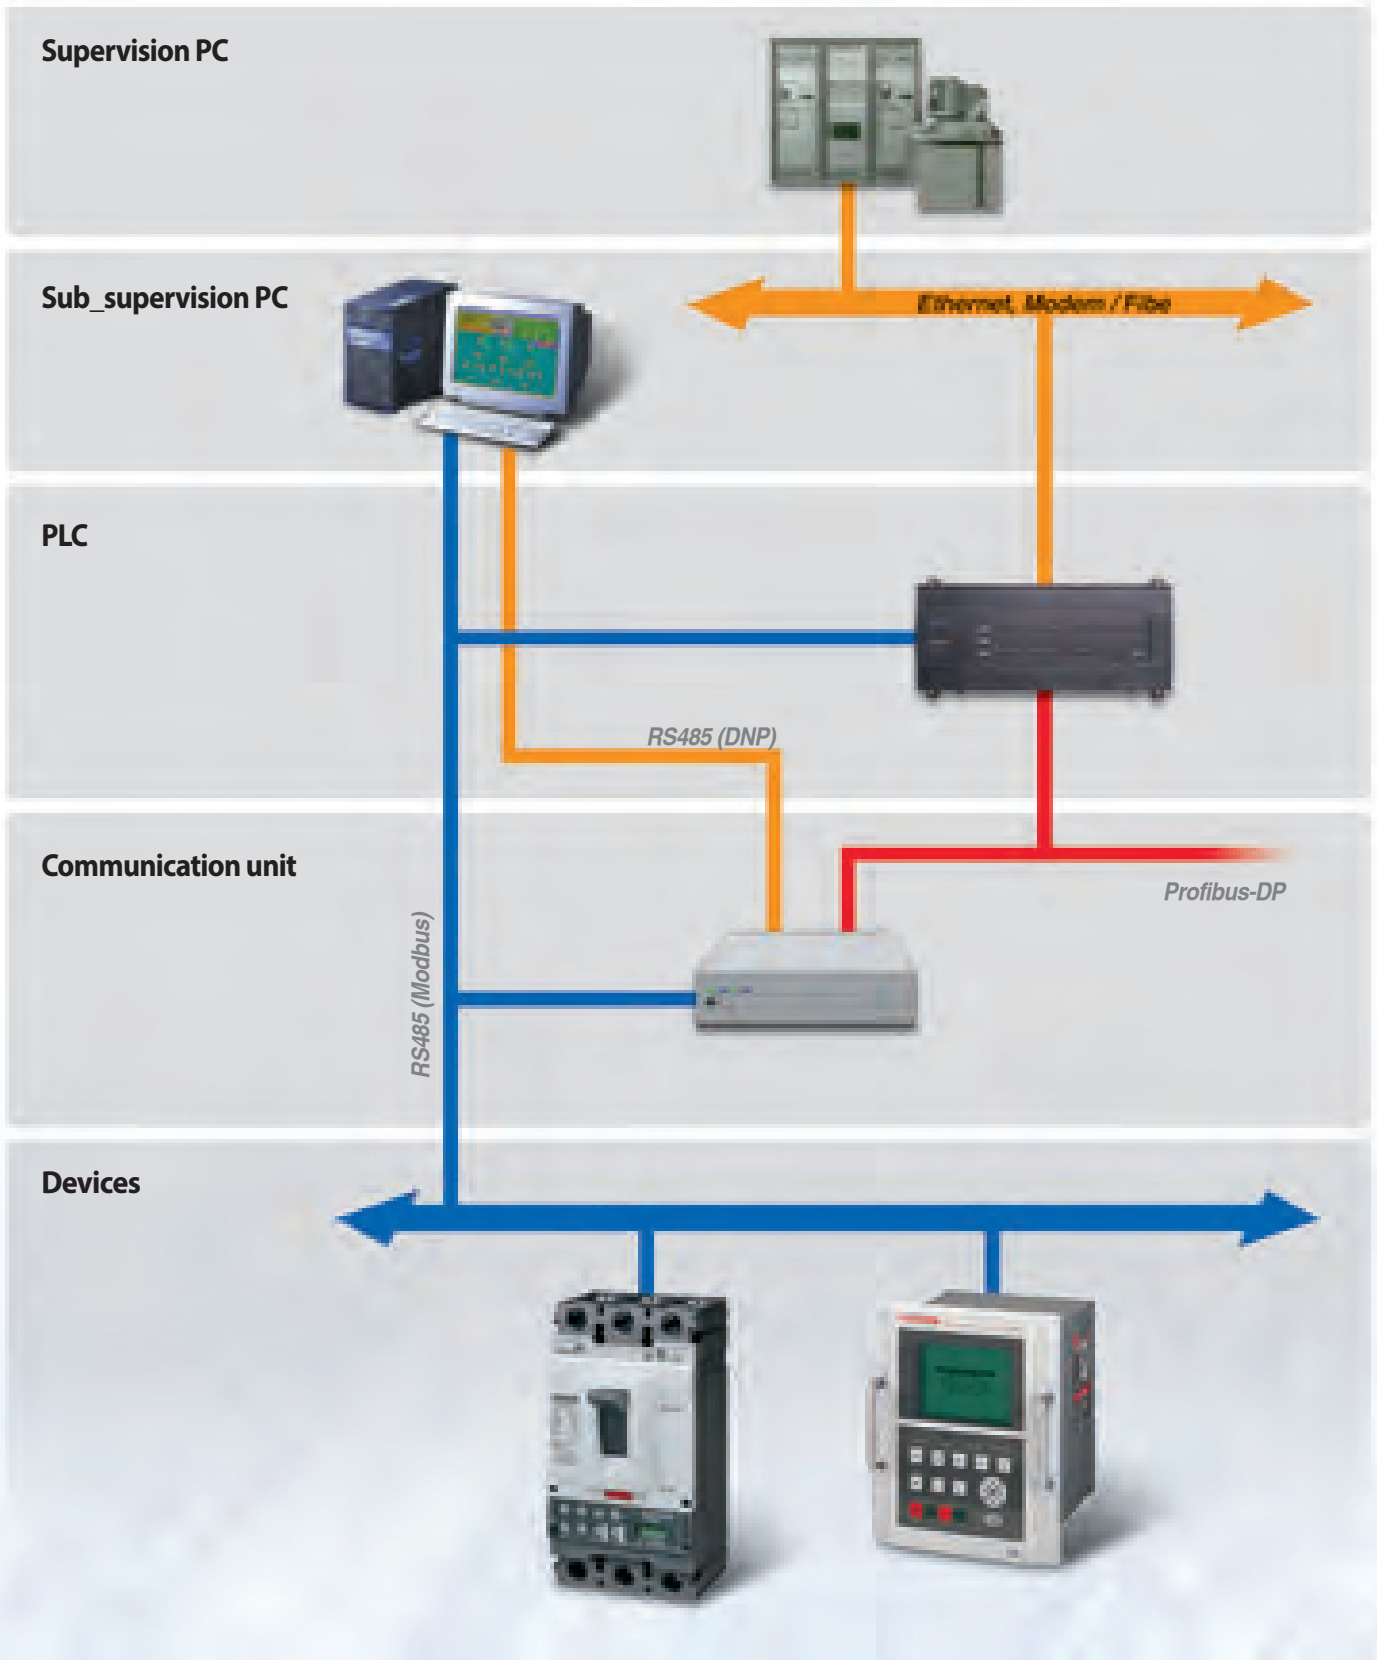 Supervision PC
Sub_supervision PC
Ethernet, Modem / Fibe
PLC
RS485 (DNP)
Communication unit
Profibus-DP
RS485 (Modbus)
Devices